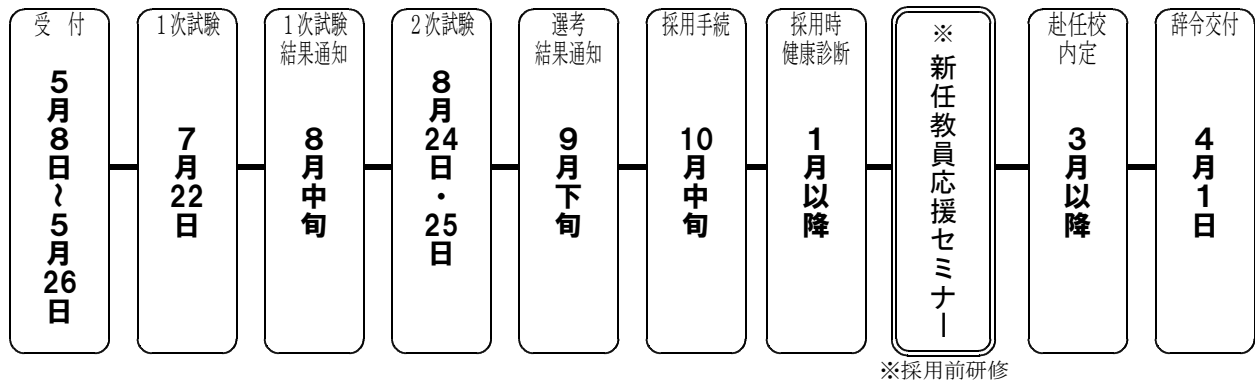 受　付
5月8日～5月26日
1次試験
7月22日
1次試験
結果通知
8月中旬
2次試験
8月24日・25日
選考
結果通知
9月下旬
採用手続
10月中旬
採用時
健康診断
1月以降
※新任教員応援セミナー
赴任校
内定
3月以降
辞令交付
4月1日
※採用前研修